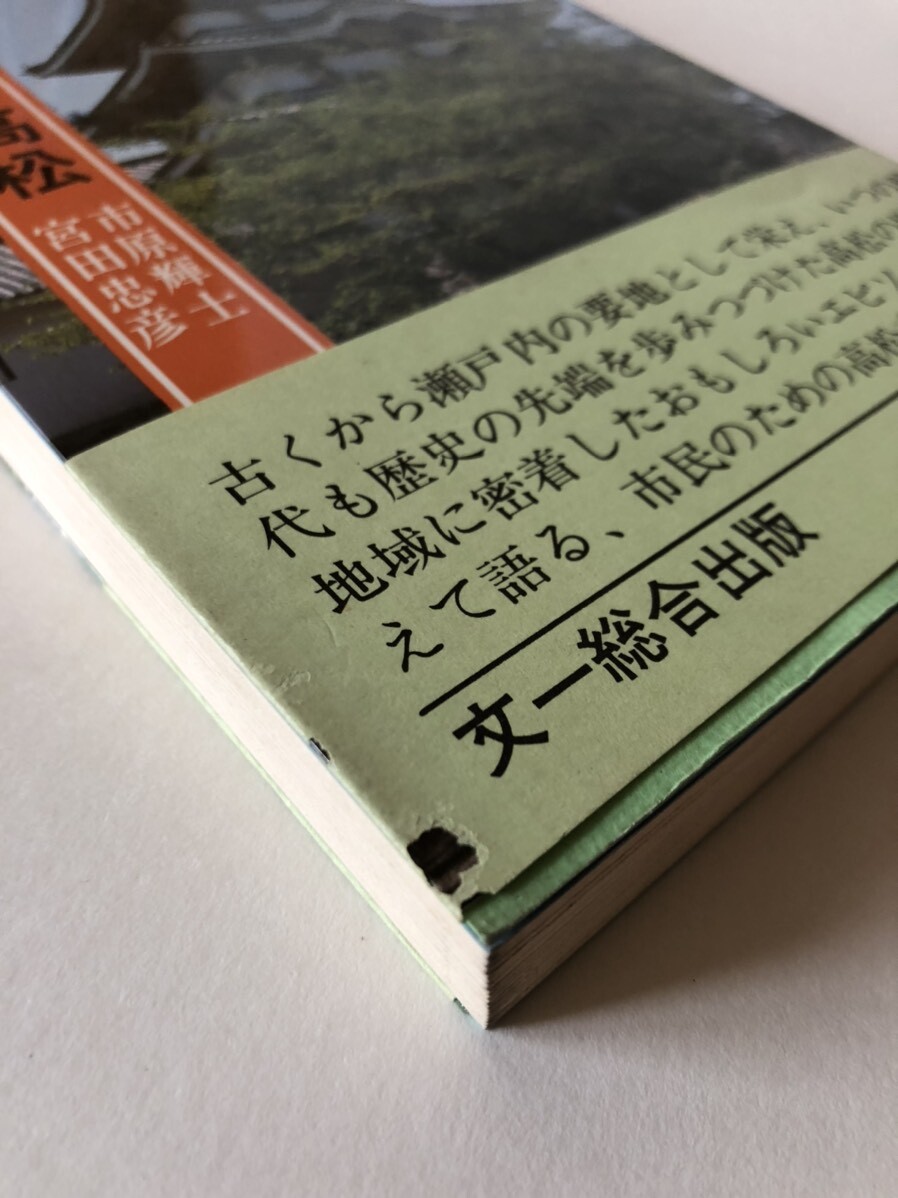 高松
市原輝士
宮田忠彦
古くから瀬戸内の要地として栄え、いつの
代も歴史の先端を歩みつづけた高松の
地域に密着したおもしろいエピソ
えて語る、市民のための高松
文一総合出版